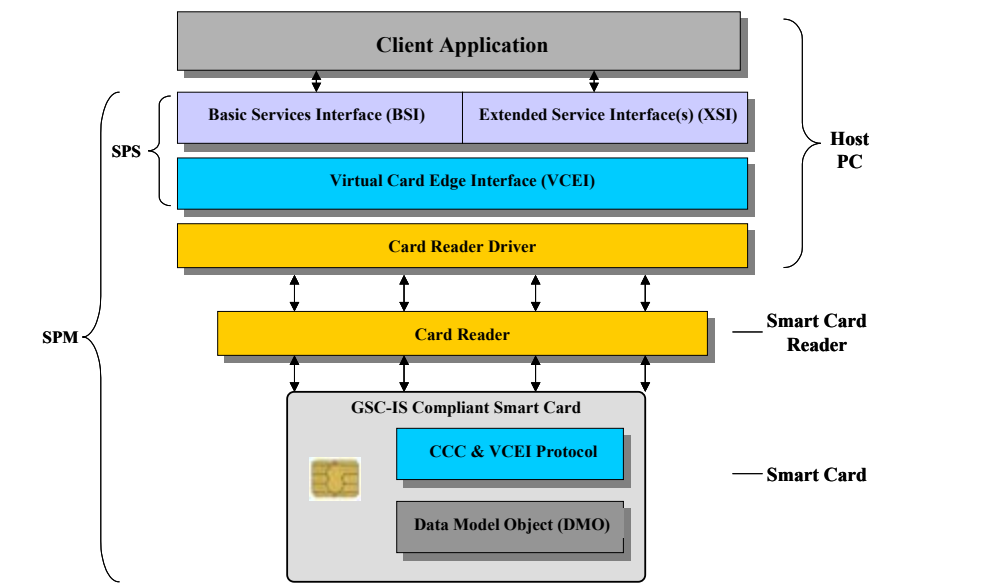 Client Application
Basic Services Interface (BSI)
Extended Service Interface(s) (XSI)
SPS
Host
PC
Virtual Card Edge Interface (VCEI)
Card Reader Driver
SPM
Card Reader
Smart Card
Reader
GSC-IS Compliant Smart Card
CCC & VCEI Protocol
Smart Card
Data Model Object (DMO)